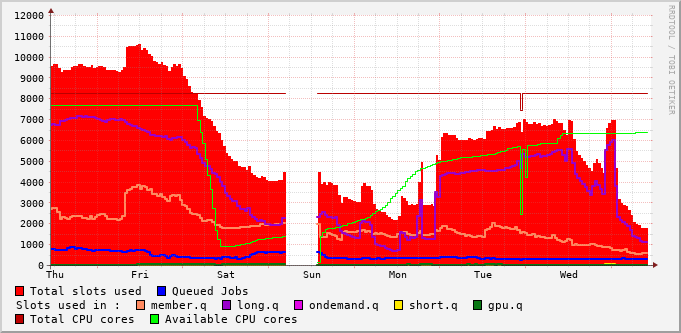 12000
11000
10000
9000
8000
7000
6000
5000
4000
3000
2000
1000
0
Thu Fri Sat Sun Mon Tue Wed
Total slots used Queued Jobs
Slots used in : member.q long.q ondemand.q short.q gpu.q
Total CPU cores Available CPU cores
RRDTOOL / TOBI OETIKER